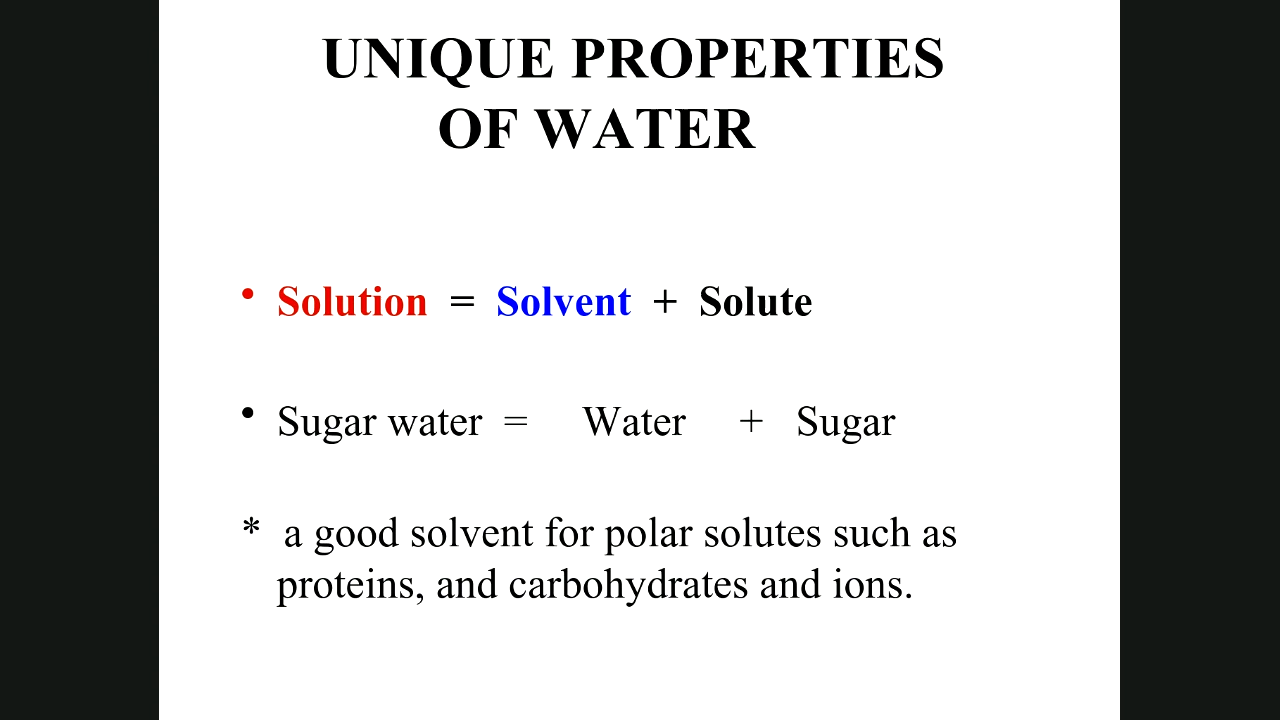 UNIQUE PROPERTIES
OF WATER
• Solution = Solvent + Solute
• Sugar water = Water + Sugar
* a good solvent for polar solutes such as
proteins, and carbohydrates and ions.